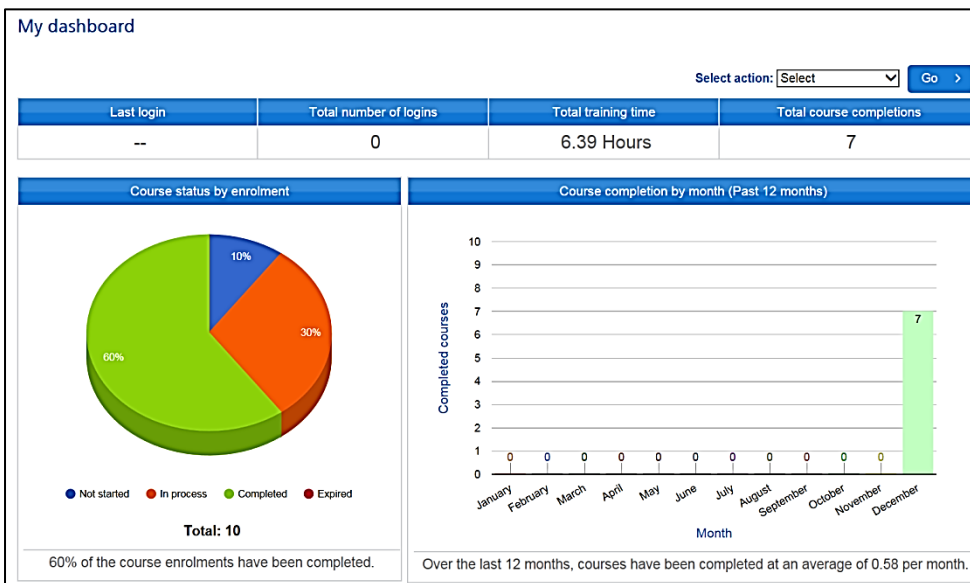 My dashboard
Select action: Select Go >
Last login Total number of logins Total training time Total course completions
-- 0 6.39 Hours 7
Course status by enrolment
10%
30%
60%
Not started In process Completed Expired
Total: 10
60% of the course enrolments have been completed.
Course completion by month (Past 12 months)
Completed courses
10
9
8
7
6
5
4
3
2
1
0
7
0 0 0 0 0 0 0 0 0 0 0
January February March April May June July August September October November December
Month
Over the last 12 months, courses have been completed at an average of 0.58 per month.